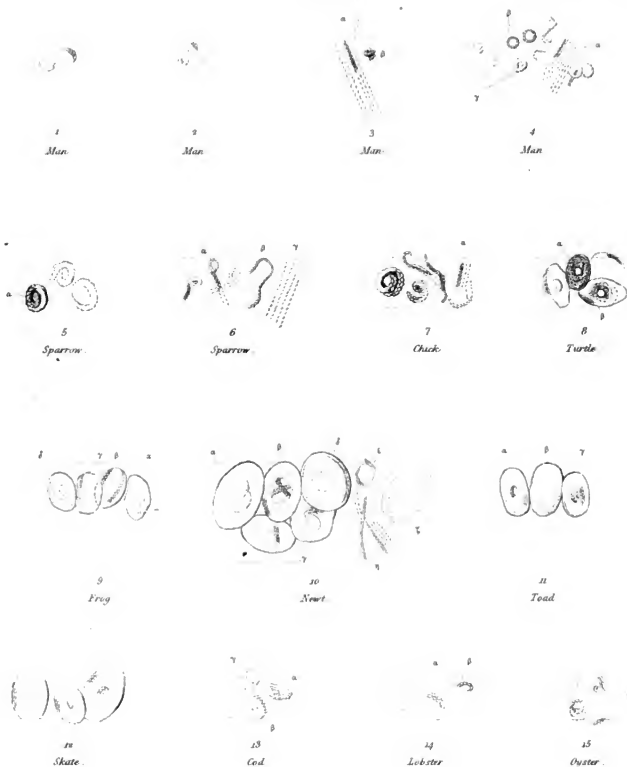 α β β α
γ
1 2 3 4
Man Man Man Man
α α β γ α α
β
5 6 7 8
Sparrow. Sparrow. Chick Turtle
δ γ β α α β δ α β γ
γ η
9 10 11
Frog Newt. Toad
γ α β α β
12 13 14 15
Skate. Cod Lobster Oyster.